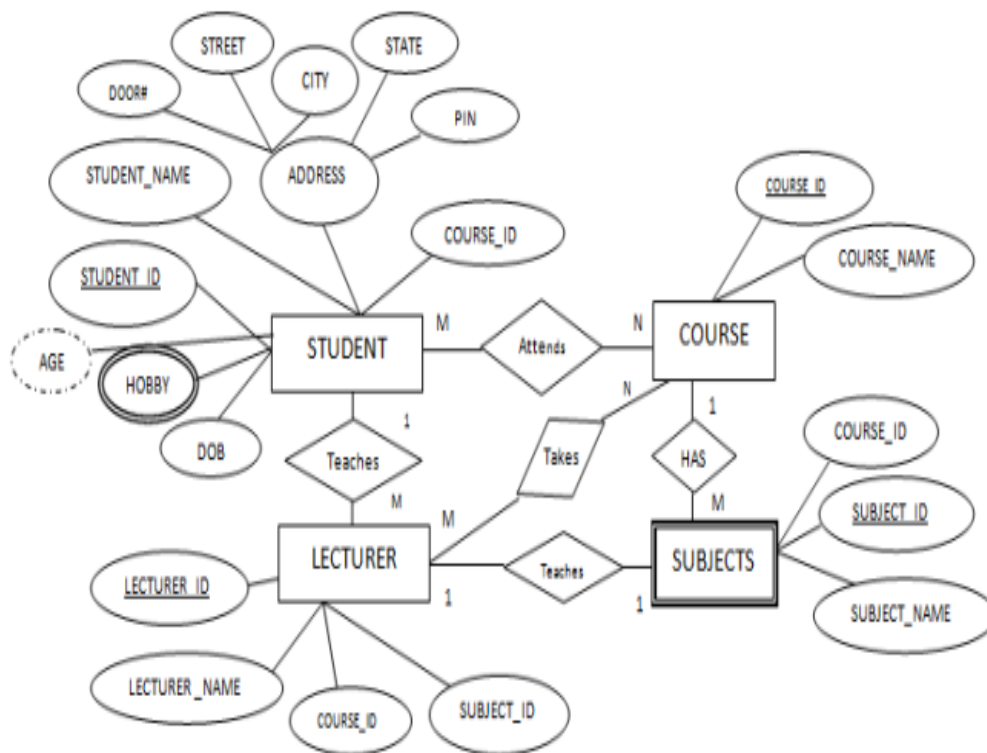 STREET
STATE
CITY
DOOR#
PIN
STUDENT_NAME
ADDRESS
COURSE_ID
COURSE_ID
COURSE_NAME
STUDENT_ID
AGE
HOBBY
DOB
STUDENT
M
Attends
N
COURSE
1
Teaches
M
N
Takes
M
1
HAS
M
COURSE_ID
SUBJECT_ID
SUBJECT_NAME
LECTURER
1
Teaches
1
SUBJECTS
LECTURER_ID
LECTURER_NAME
COURSE_ID
SUBJECT_ID